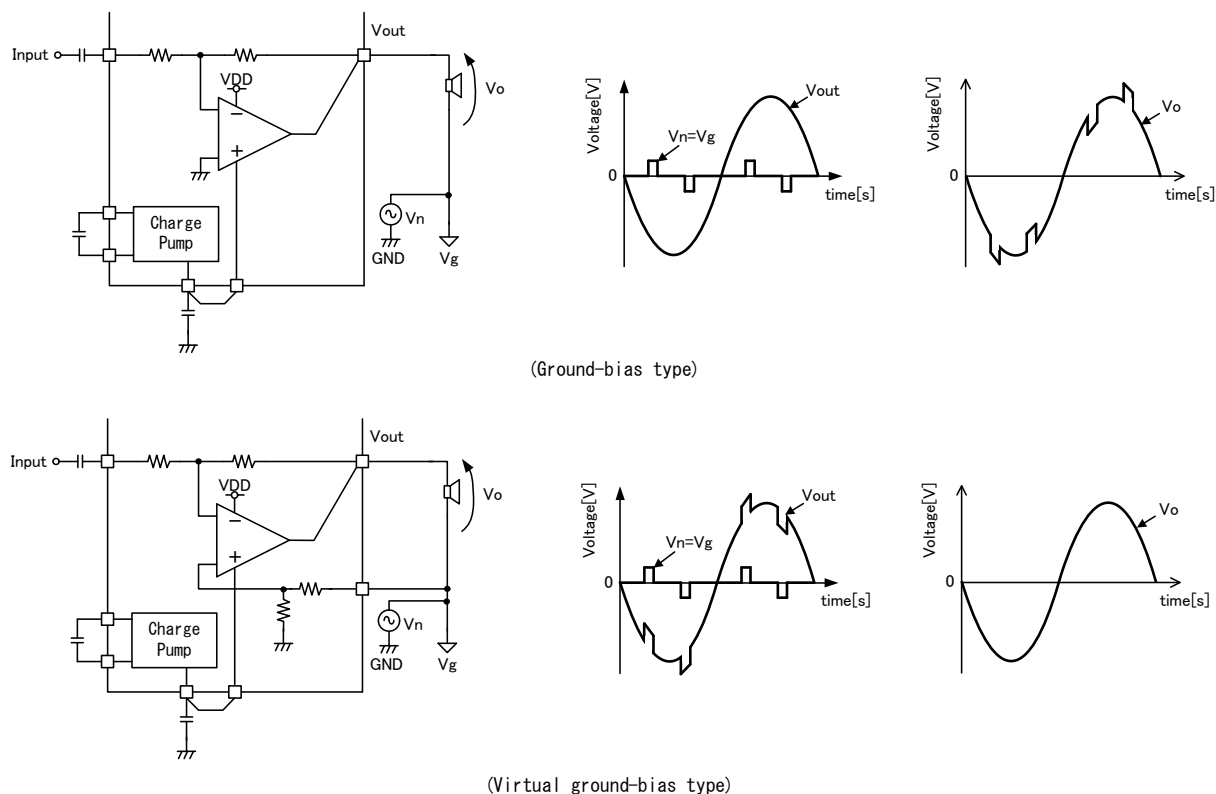 Vout
Input
VDD
−
+
Vo
Charge
Pump
Vn
GND
Vg
Voltage[V]
Vout
Vn=Vg
0
time[s]
Voltage[V]
Vo
0
time[s]
(Ground-bias type)
Vout
Input
VDD
−
+
Vo
Charge
Pump
Vn
GND
Vg
Voltage[V]
Vout
Vn=Vg
0
time[s]
Voltage[V]
Vo
0
time[s]
(Virtual ground-bias type)